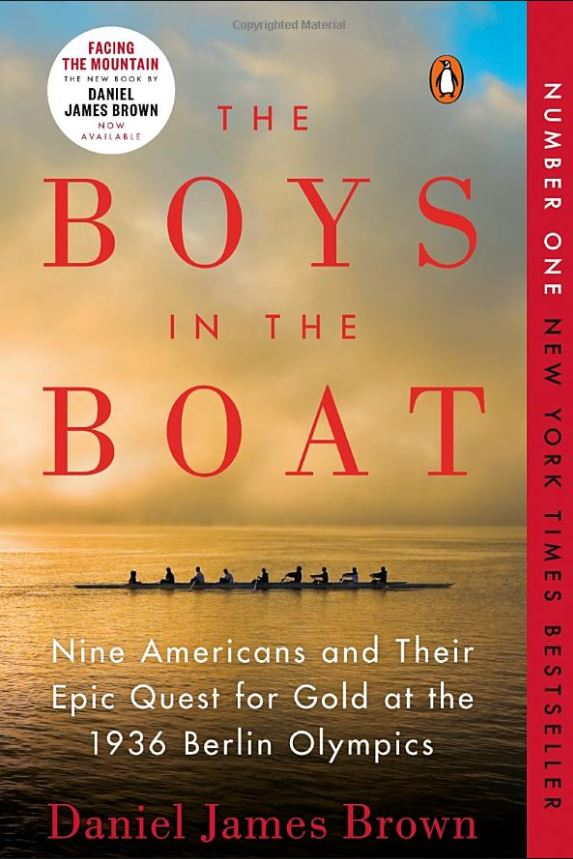 Copyrighted Material
FACING
THE MOUNTAIN
THE NEW BOOK BY
DANIEL
JAMES BROWN
NOW
AVAILABLE
THE
BOYS
IN THE
BOAT
Nine Americans and Their
Epic Quest for Gold at the
1936 Berlin Olympics
Daniel James Brown
NUMBER ONE NEW YORK TIMES BESTSELLER